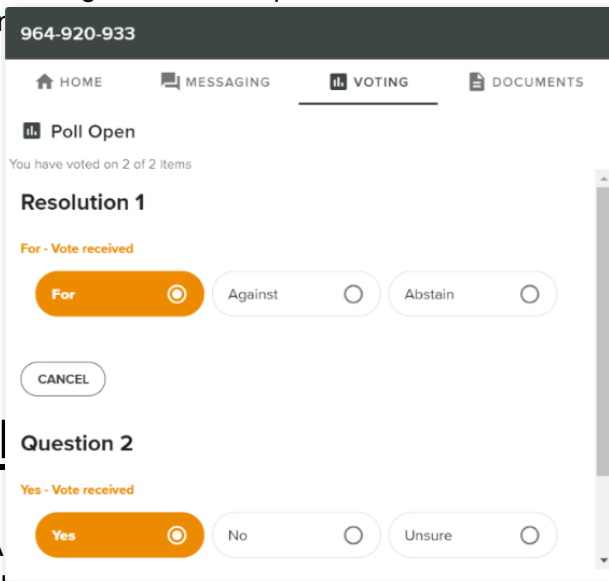 964-920-933
HOME MESSAGING VOTING DOCUMENTS
Poll Open
You have voted on 2 of 2 items
Resolution 1
For - Vote received
For Against Abstain
CANCEL
Question 2
Yes - Vote received
Yes No Unsure